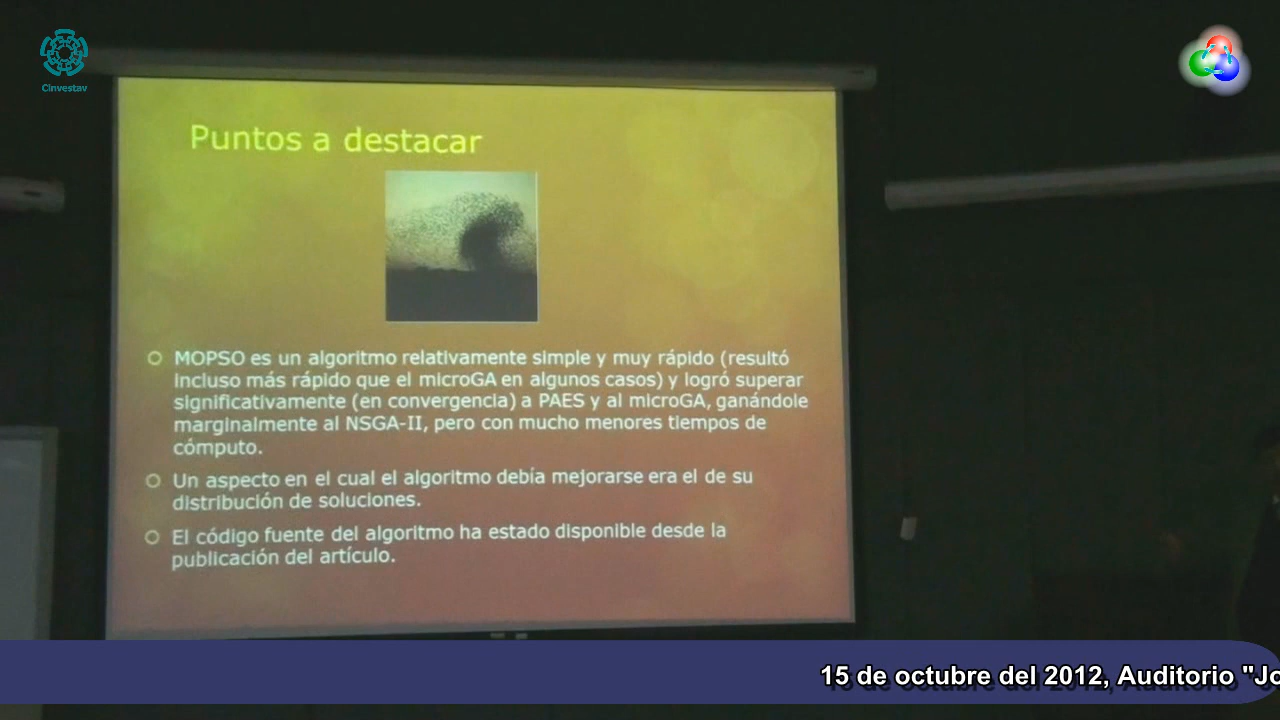 Cinvestav
Puntos a destacar
MOPSO es un algoritmo relativamente simple y muy rápido (resultó
incluso más rápido que el microGA en algunos casos) y logró superar
significativamente (en convergencia) a PAES y al microGA, ganándole
marginalmente al NSGA-II, pero con mucho menores tiempos de
cómputo.
Un aspecto en el cual el algoritmo debía mejorarse era el de su
distribución de soluciones.
El código fuente del algoritmo ha estado disponible desde la
publicación del artículo.
15 de octubre del 2012, Auditorio "Jo